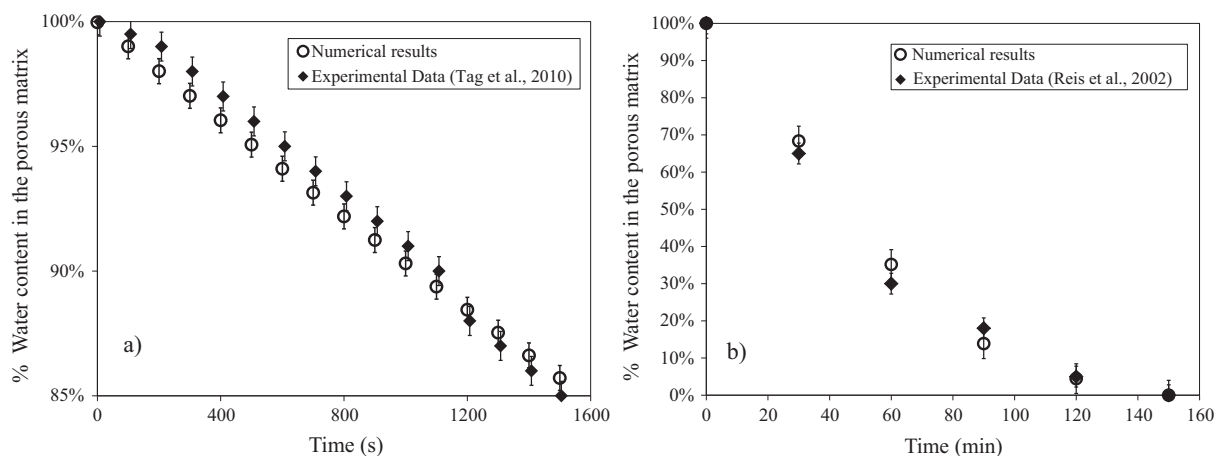 % Water content in the porous matrix
100%
95%
90%
85%
Numerical results
Experimental Data (Tag et al., 2010)
a)
0 400 800 1200 1600
Time (s)
% Water content in the porous matrix
100%
90%
80%
70%
60%
50%
40%
30%
20%
10%
0%
Numerical results
Experimental Data (Reis et al., 2002)
b)
0 20 40 60 80 100 120 140 160
Time (min)